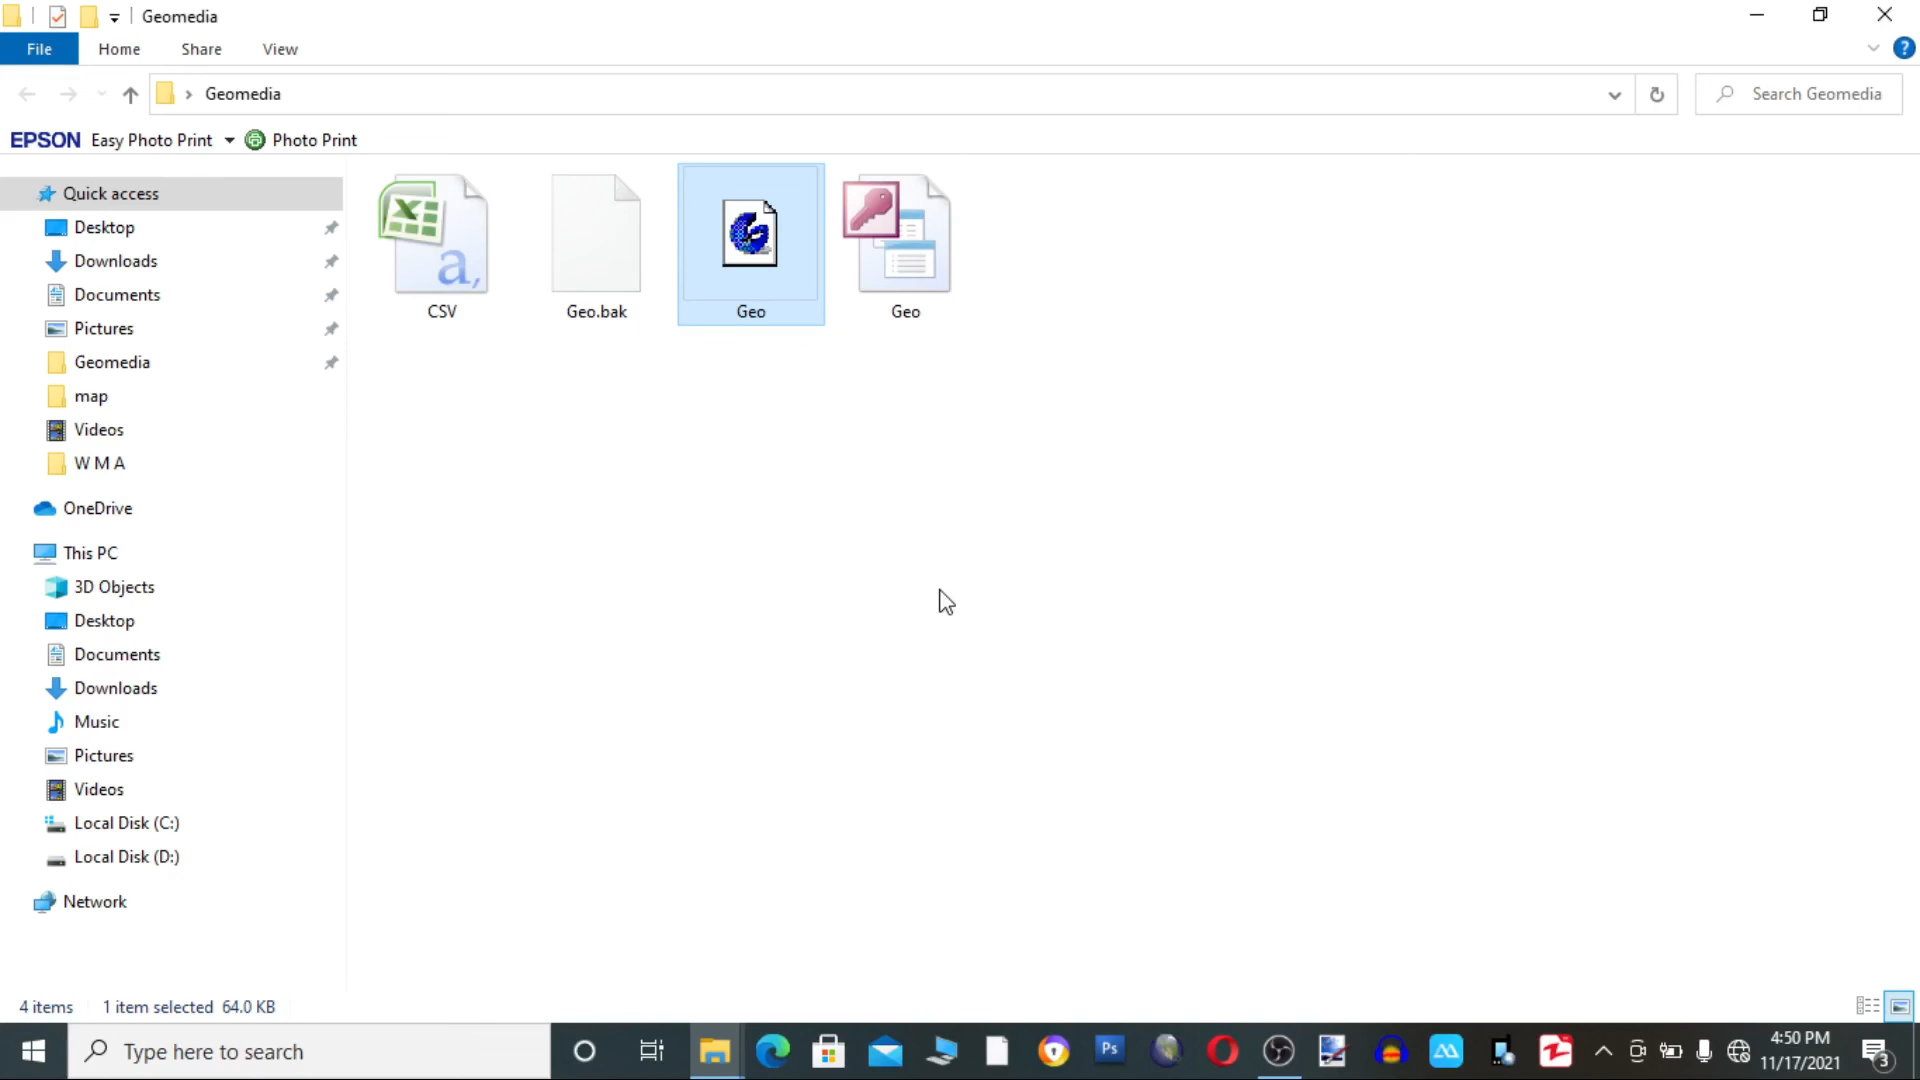 Geomedia
File Home Share View
Geomedia
Search Geomedia
EPSON Easy Photo Print Photo Print
Quick access
Desktop
Downloads
Documents
Pictures
Geomedia
map
Videos
W M A
OneDrive
This PC
3D Objects
Desktop
Documents
Downloads
Music
Pictures
Videos
Local Disk (C:)
Local Disk (D:)
Network
CSV
Geo.bak
Geo
Geo
4 items 1 item selected 64.0 KB
Type here to search
Ps
4:50 PM
11/17/2021
3